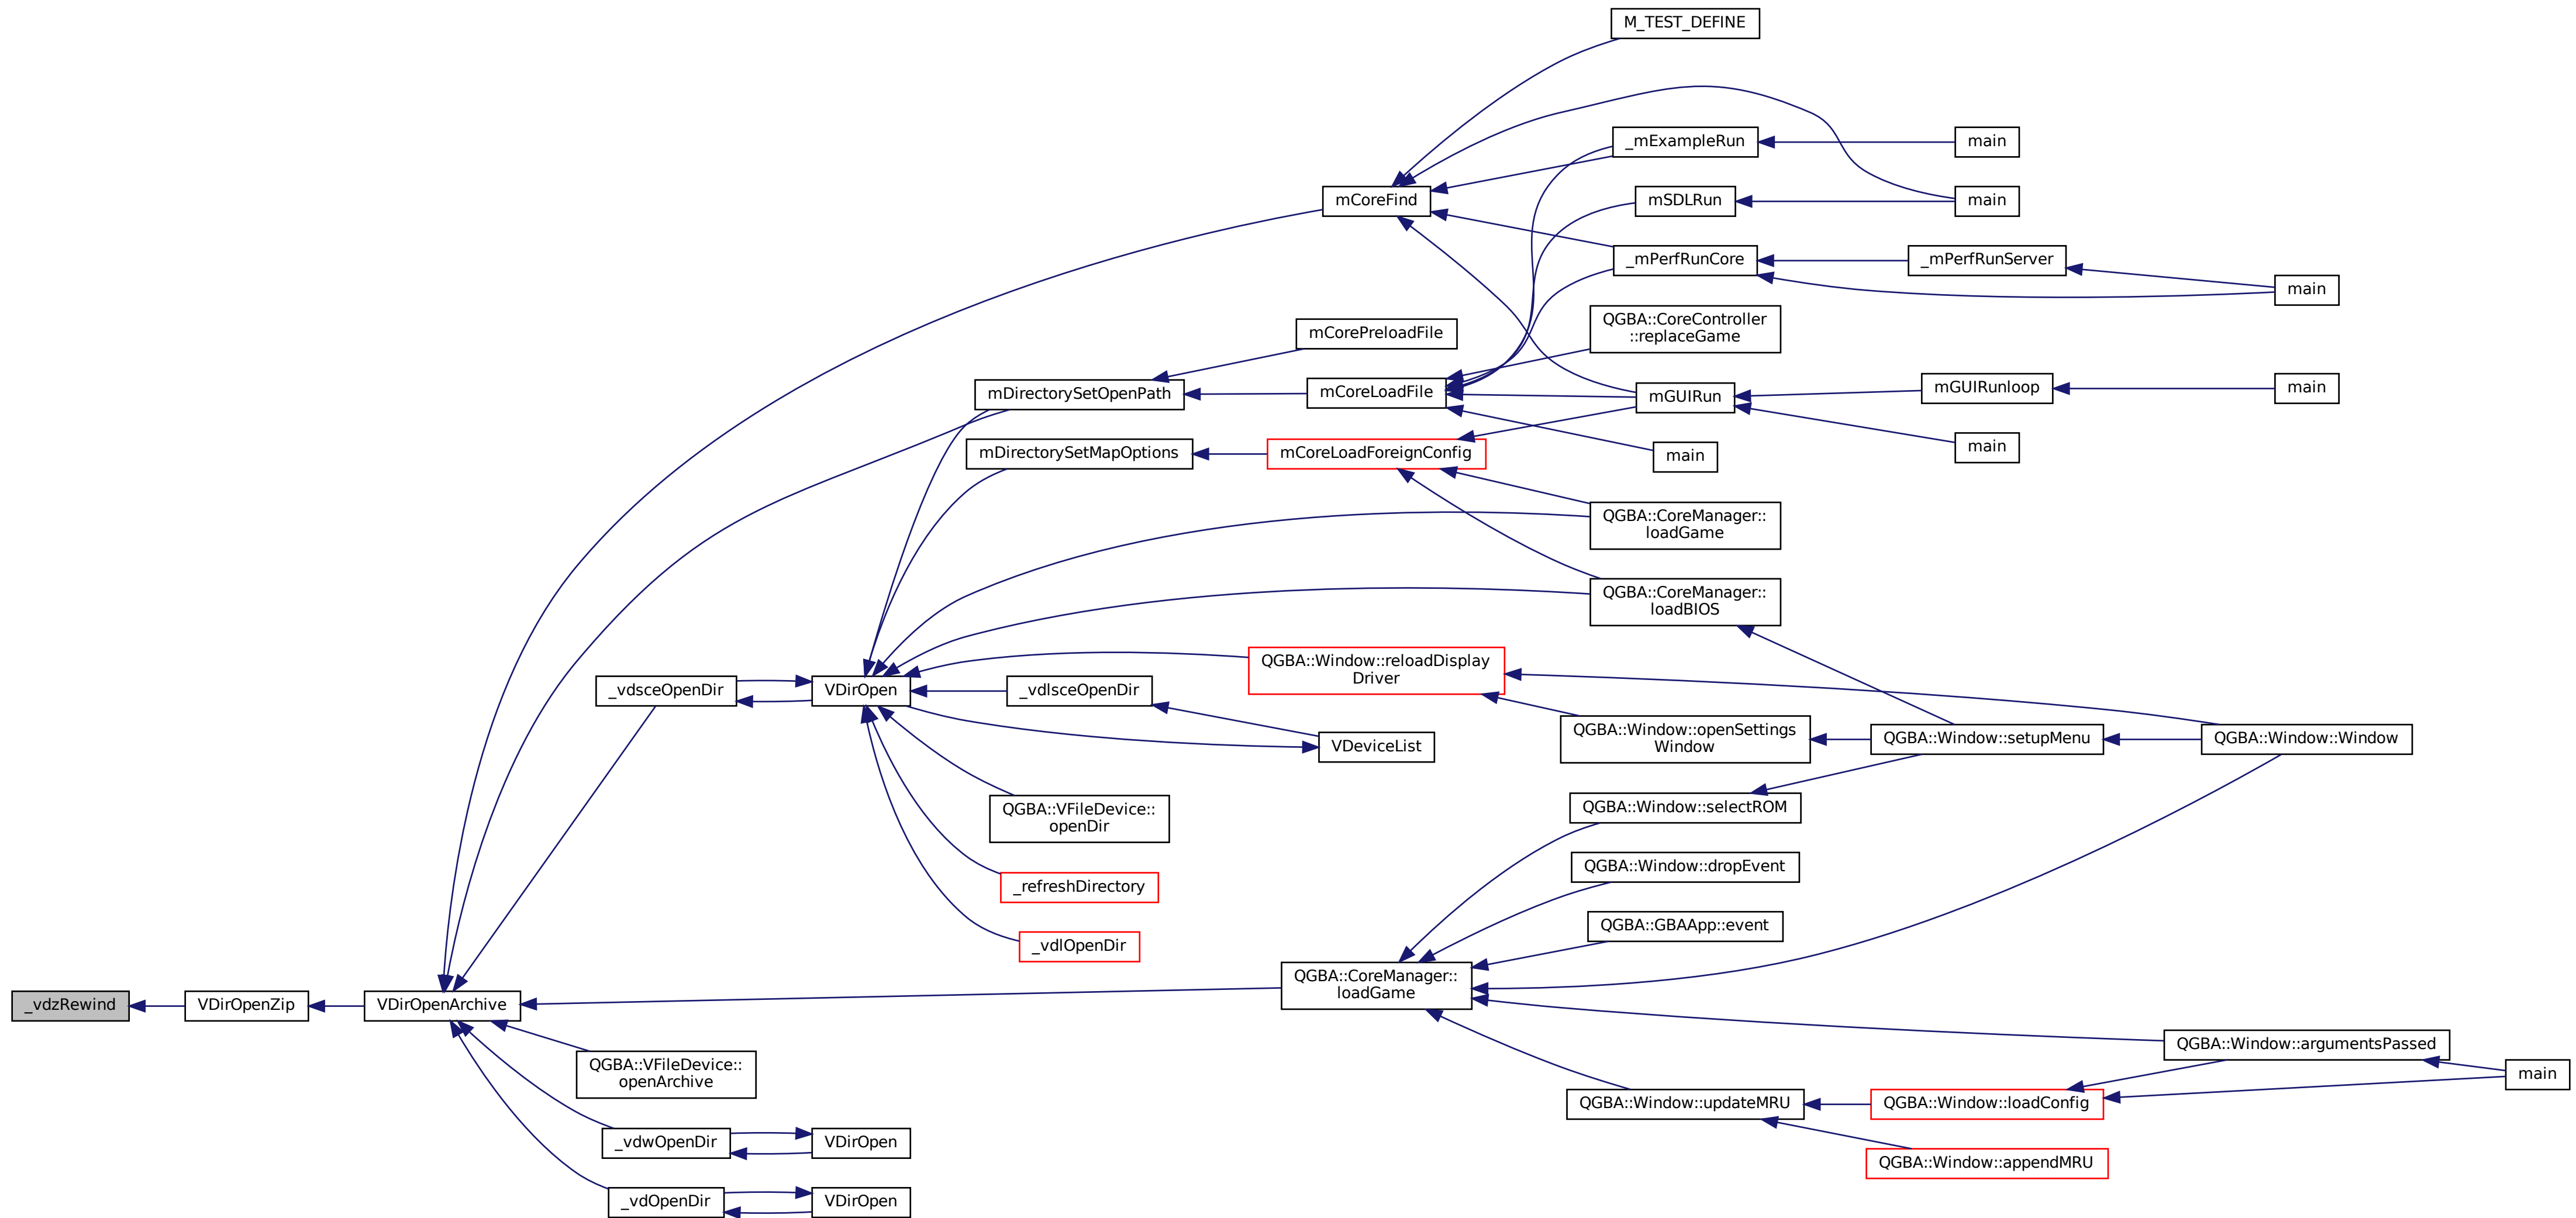 M_TEST_DEFINE
_mExampleRun
main
mCoreFind
mSDLRun
main
_mPerfRunCore
_mPerfRunServer
main
QGBA::CoreController
::replaceGame
mCorePreloadFile
mDirectorySetOpenPath
mCoreLoadFile
mGUIRun
mGUIRunloop
main
main
mDirectorySetMapOptions
mCoreLoadForeignConfig
main
QGBA::CoreManager::
loadGame
QGBA::CoreManager::
loadBIOS
QGBA::Window::reloadDisplay
Driver
_vdsceOpenDir
VDirOpen
_vdlsceOpenDir
QGBA::Window::openSettings
Window
QGBA::Window::setupMenu
QGBA::Window::Window
VDeviceList
QGBA::VFileDevice::
openDir
QGBA::Window::selectROM
QGBA::Window::dropEvent
_refreshDirectory
QGBA::GBAApp::event
_vdlOpenDir
QGBA::CoreManager::
loadGame
_vdzRewind
VDirOpenZip
VDirOpenArchive
QGBA::Window::argumentsPassed
main
QGBA::VFileDevice::
openArchive
QGBA::Window::updateMRU
QGBA::Window::loadConfig
_vdwOpenDir
VDirOpen
QGBA::Window::appendMRU
_vdOpenDir
VDirOpen